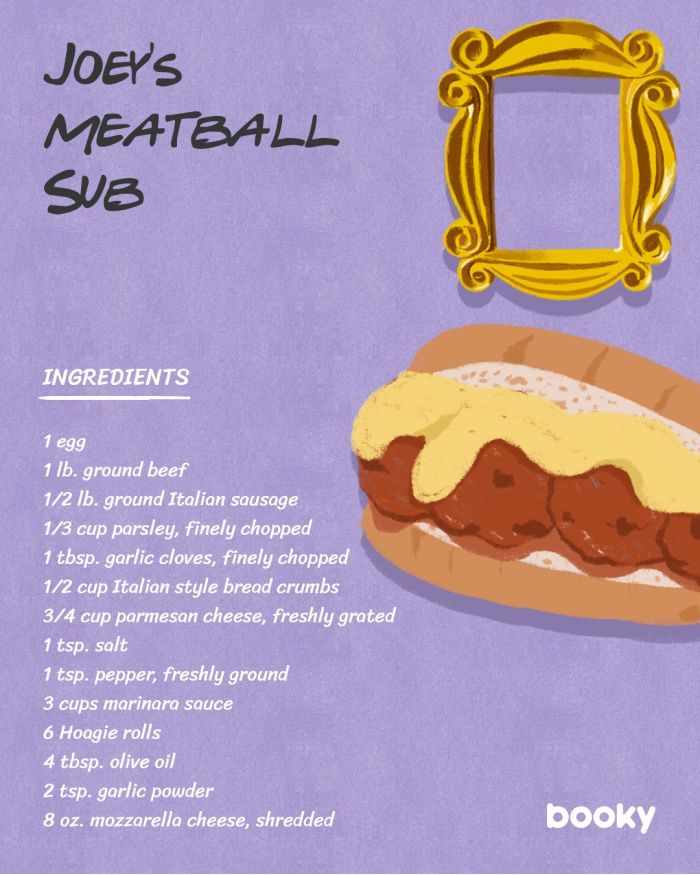 Joey's
MEATBALL
SUB
INGREDIENTS
1 egg
1 lb. ground beef
1/2 lb. ground Italian sausage
1/3 cup parsley, finely chopped
1 tbsp. garlic cloves, finely chopped
1/2 cup Italian style bread crumbs
3/4 cup parmesan cheese, freshly grated
1 tsp. salt
1 tsp. pepper, freshly ground
3 cups marinara sauce
6 Hoagie rolls
4 tbsp. olive oil
2 tsp. garlic powder
8 oz. mozzarella cheese, shredded
booky